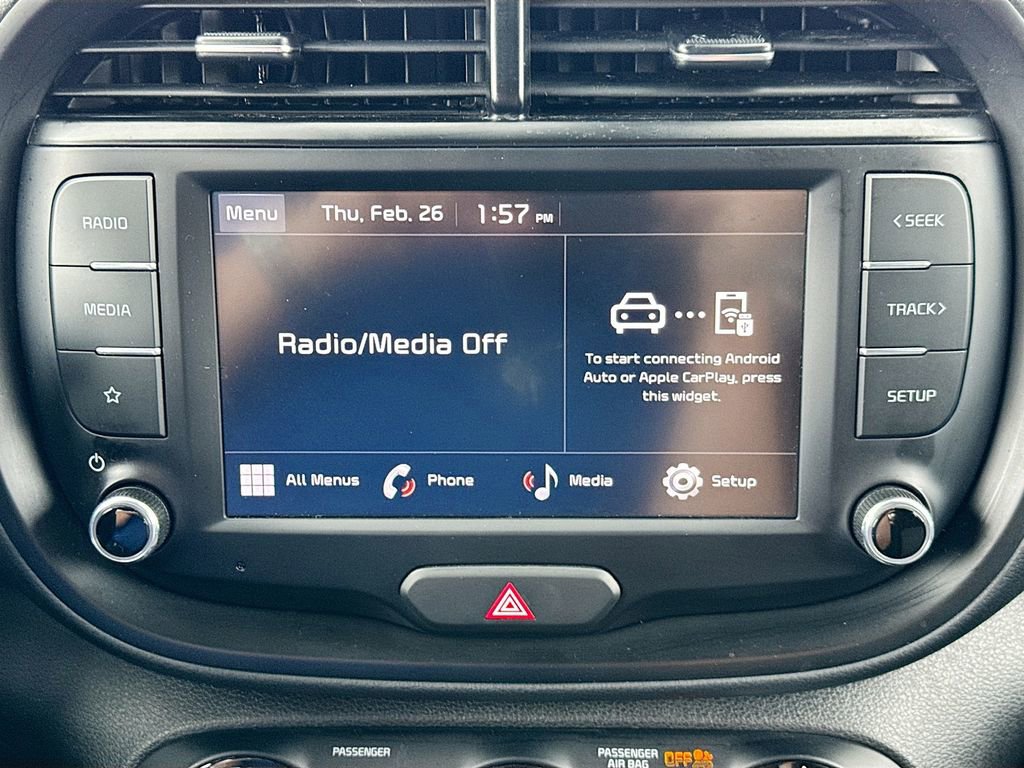 RADIO
MEDIA
Menu Thu, Feb. 26 1:57 PM
Radio/Media Off
To start connecting Android
Auto or Apple CarPlay, press
this widget.
All Menus Phone Media Setup
< SEEK
TRACK >
SETUP
PASSENGER
PASSENGER
AIR BAG
OFF